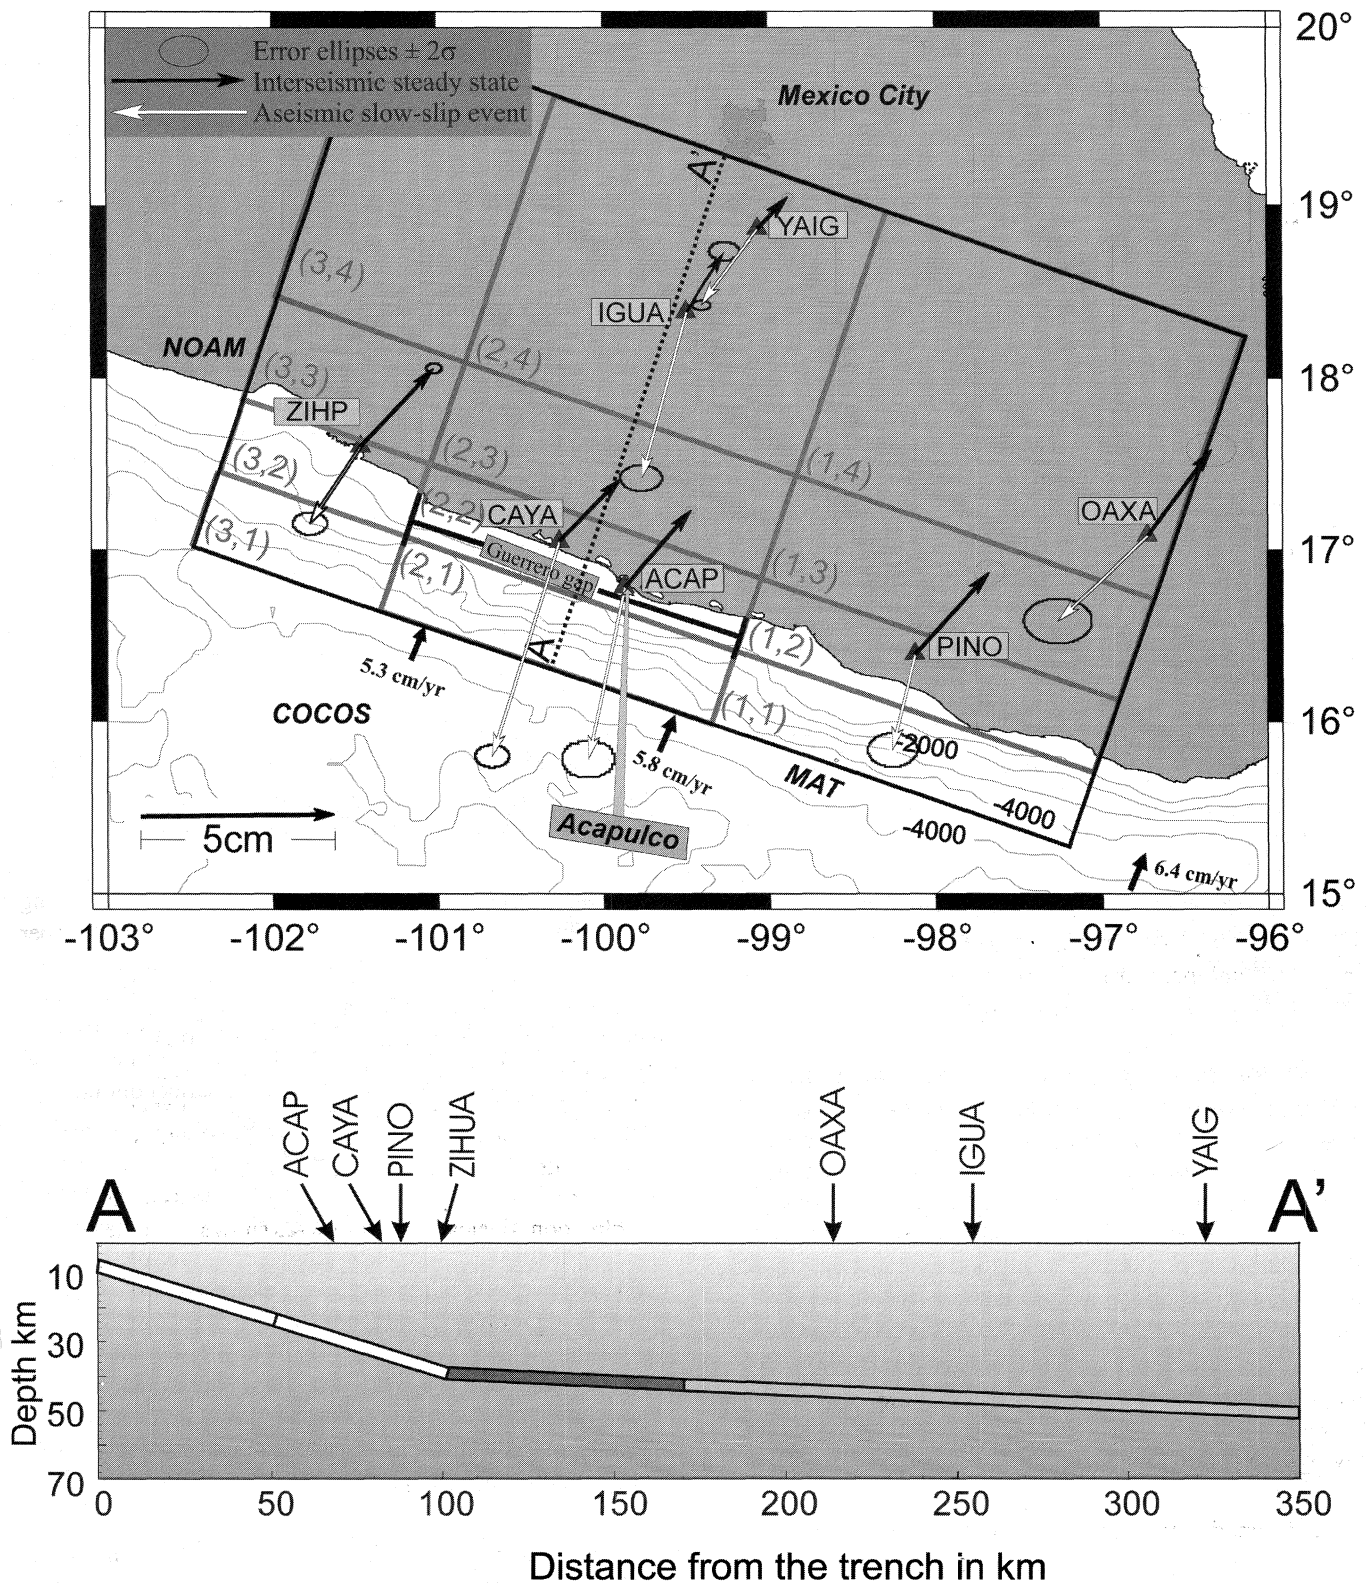 20°
Error ellipses ± 2σ
Interseismic steady state
Aseismic slow-slip event
Mexico City
A'
19°
YAIG
(3,4)
IGUA
NOAM
(2,4)
18°
(3,3)
ZIHP
(2,3)
(1,4)
(3,2)
(2,2)
CAYA
OAXA
(3,1)
Guerrero gap
17°
(2,1)
ACAP
(1,3)
A
(1,2)
PINO
5.3 cm/yr
COCOS
(1,1)
16°
-2000
5.8 cm/yr
MAT
-4000
-4000
5cm
Acapulco
6.4 cm/yr
15°
-103° -102° -101° -100° -99° -98° -97° -96°
ACAP
CAYA
PINO
ZIHUA
OAXA
IGUA
YAIG
A A’
10
30
50
70
Depth km
0 50 100 150 200 250 300 350
Distance from the trench in km